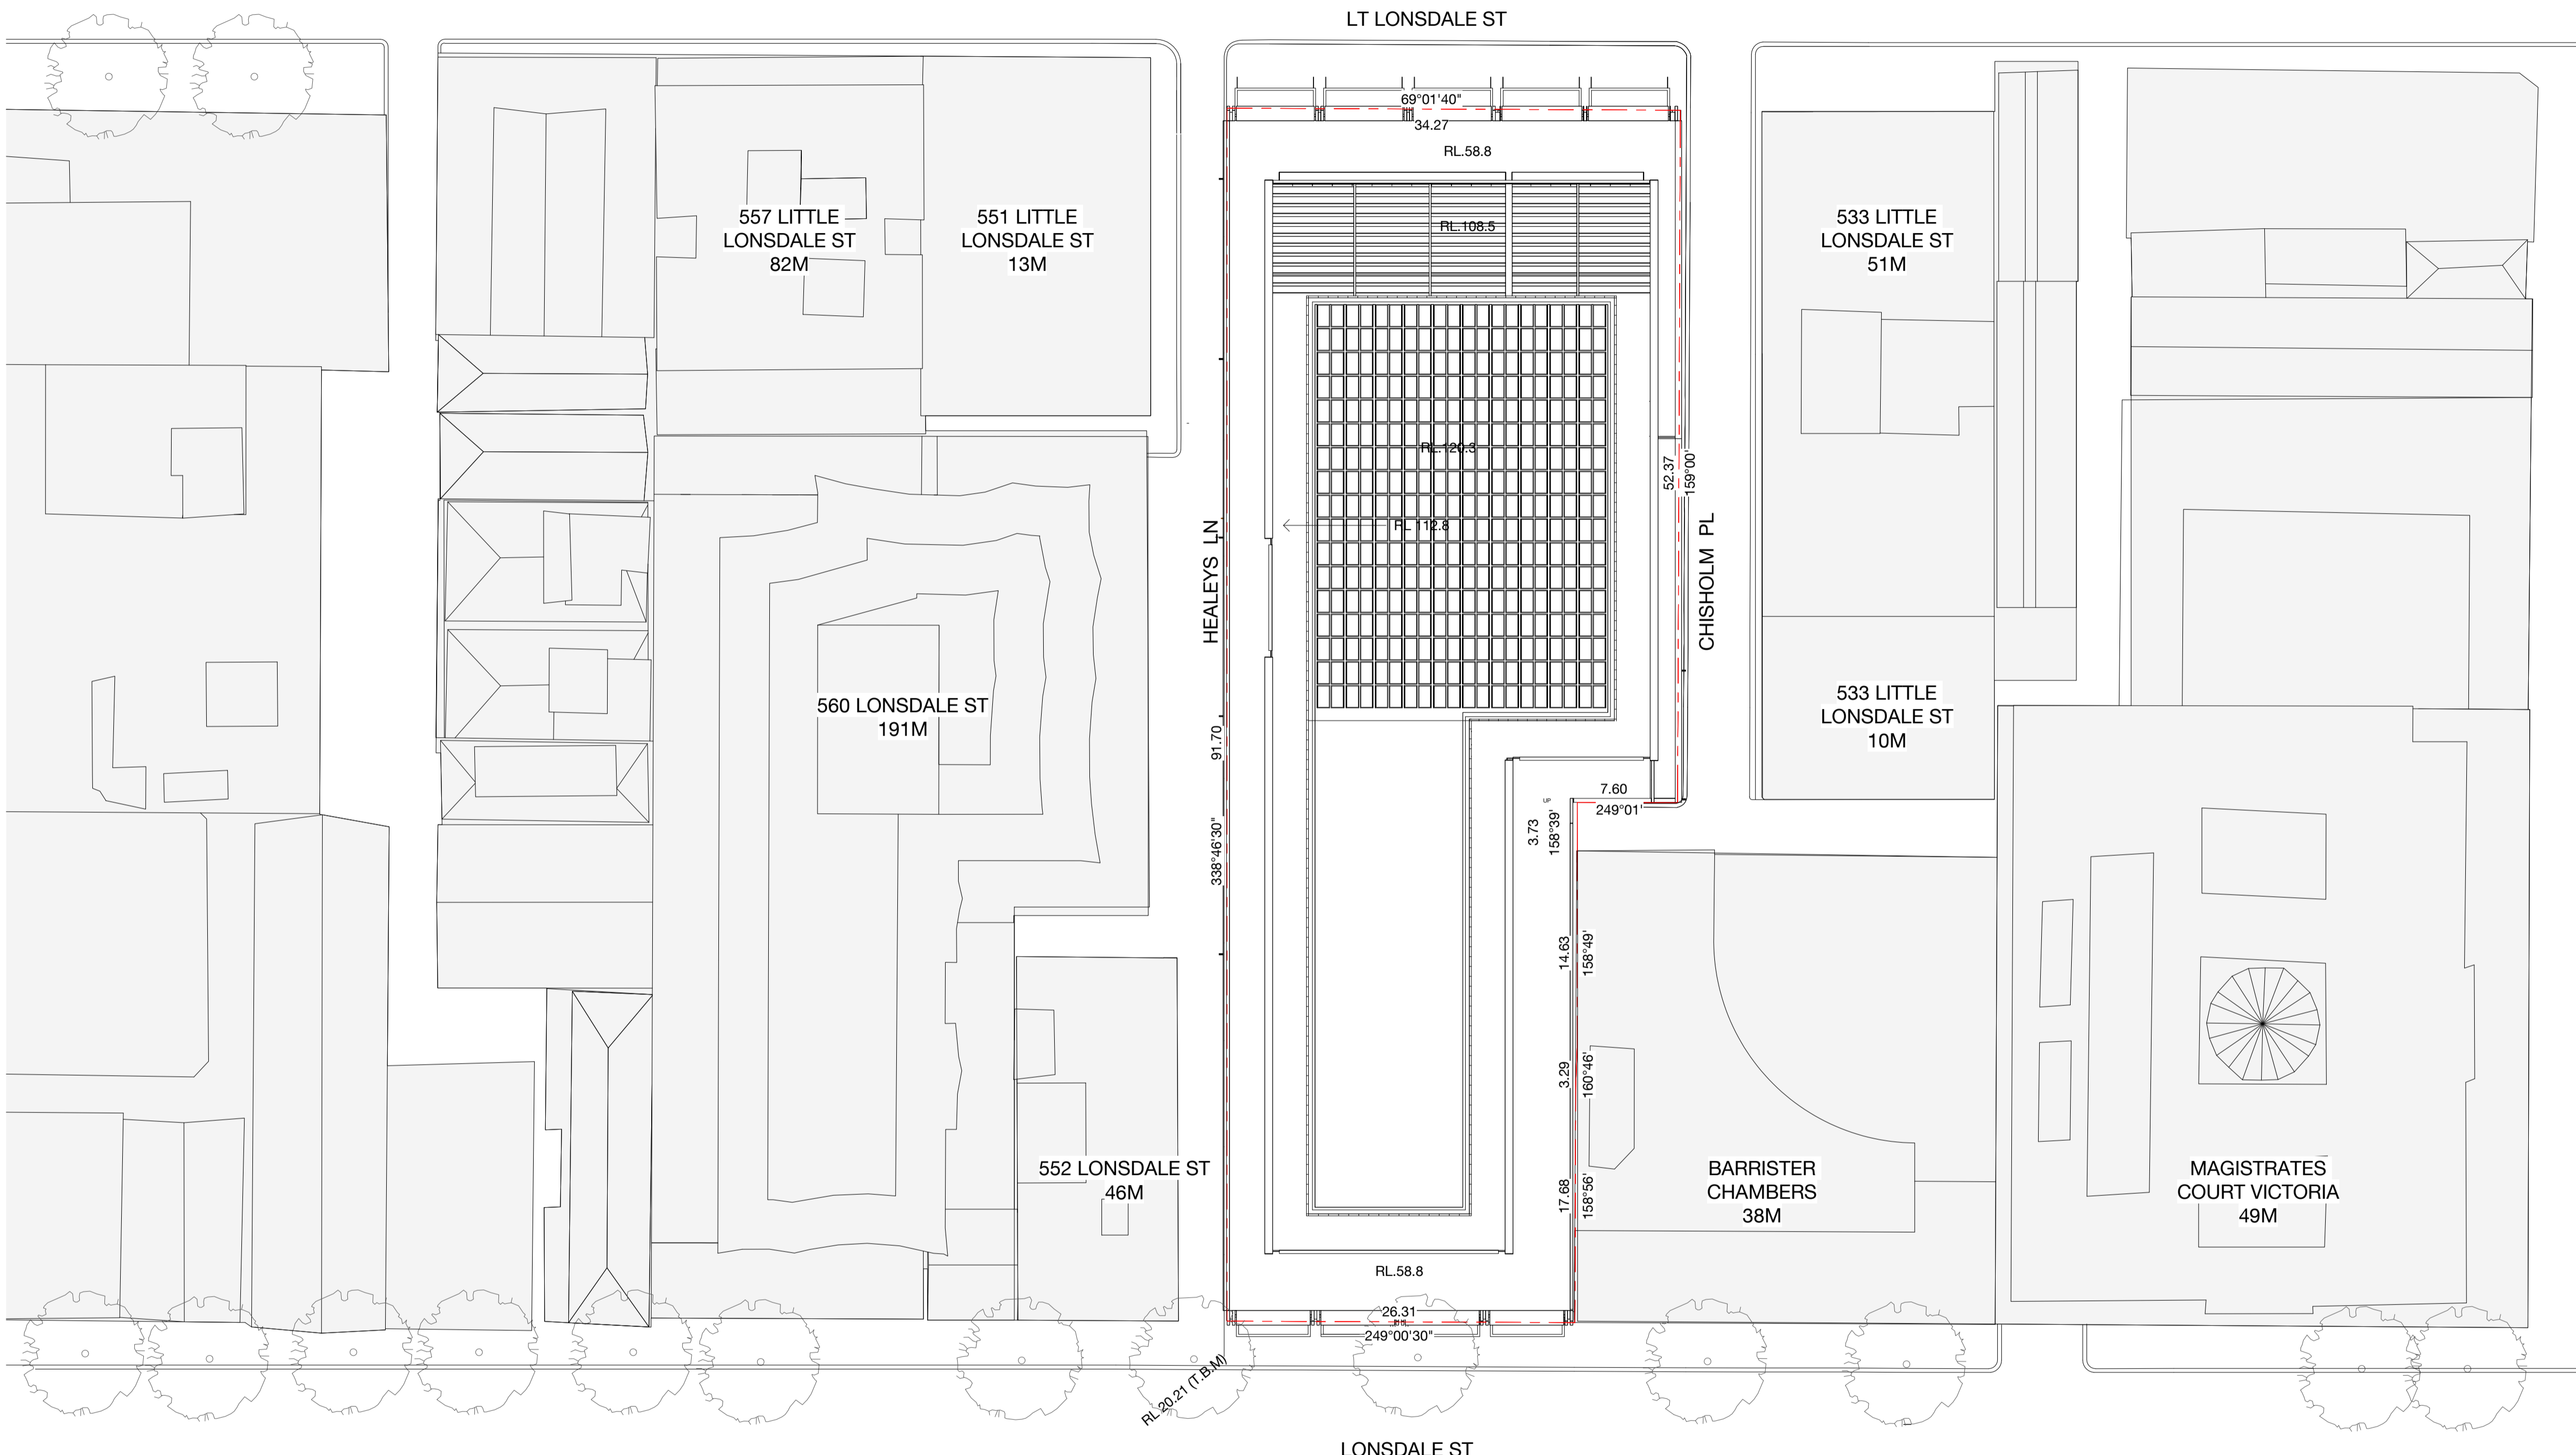 LT LONSDALE ST
69°01'40"
34.27
RL.58.8
557 LITTLE
LONSDALE ST
82M
551 LITTLE
LONSDALE ST
13M
RL.108.5
533 LITTLE
LONSDALE ST
51M
RL.120.3
52.37
159°00'
RL 112.8
HEALEYS LN
CHISHOLM PL
560 LONSDALE ST
191M
533 LITTLE
LONSDALE ST
10M
91.70
338°46'30"
7.60
249°01'
UP
3.73
158°39'
14.63
158°49'
3.29
160°46'
17.68
158°56'
552 LONSDALE ST
46M
BARRISTER
CHAMBERS
38M
MAGISTRATES
COURT VICTORIA
49M
RL.58.8
26.31
249°00'30"
RL 20.21 (T.B.M)
LONSDALE ST